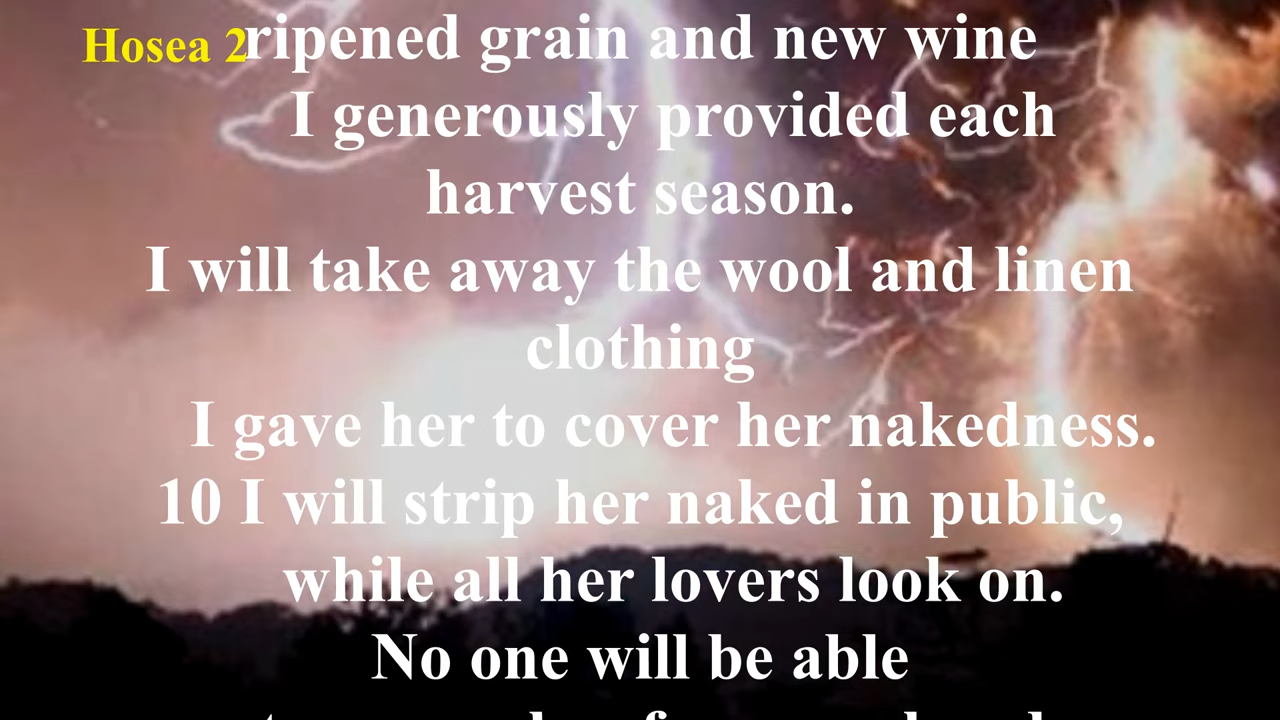 Hosea 2
ripened grain and new wine
I generously provided each
harvest season.
I will take away the wool and linen
clothing
I gave her to cover her nakedness.
10 I will strip her naked in public,
while all her lovers look on.
No one will be able